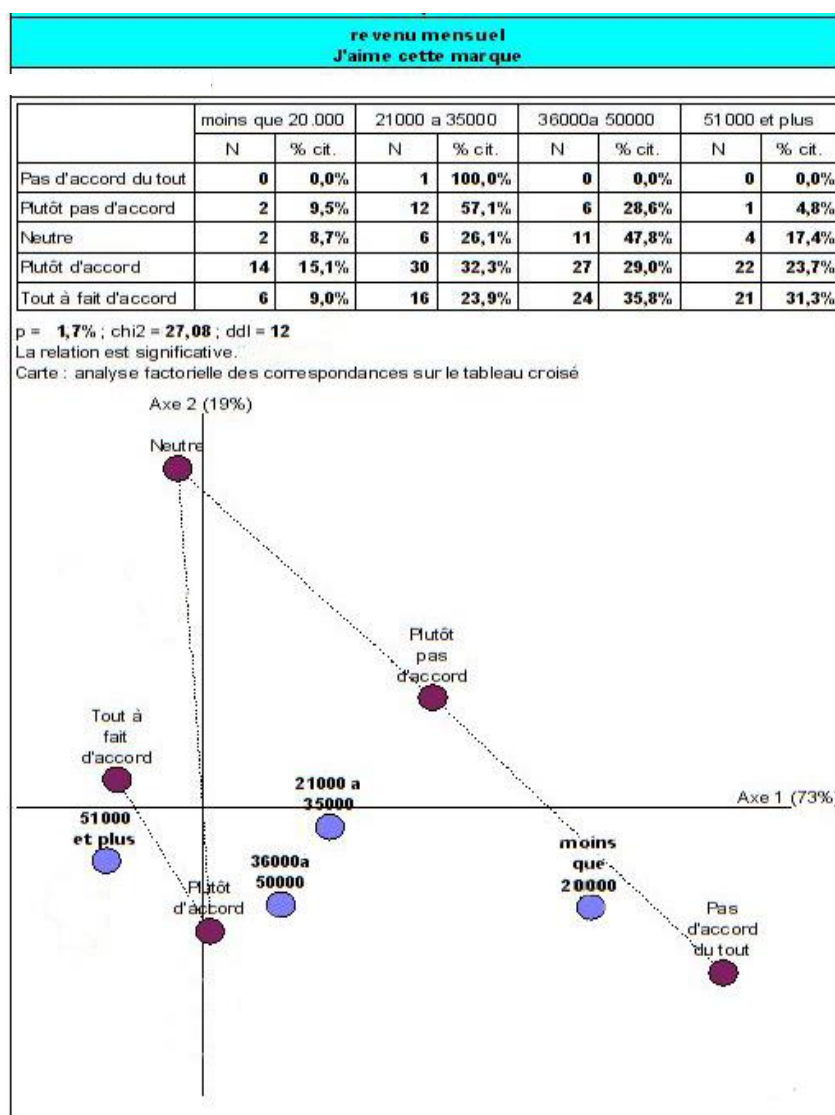 revenu mensuel
J'aime cette marque
moins que 20.000 21000 a 35000 36000a 50000 51000 et plus
N % cit. N % cit. N % cit. N % cit.
Pas d'accord du tout 0 0,0% 1 100,0% 0 0,0% 0 0,0%
Plutôt pas d'accord 2 9,5% 12 57,1% 6 28,6% 1 4,8%
Neutre 2 8,7% 6 26,1% 11 47,8% 4 17,4%
Plutôt d'accord 14 15,1% 30 32,3% 27 29,0% 22 23,7%
Tout à fait d'accord 6 9,0% 16 23,9% 24 35,8% 21 31,3%
p = 1,7% ; chi2 = 27,08 ; ddl = 12
La relation est significative.
Carte : analyse factorielle des correspondances sur le tableau croisé
Axe 2 (19%)
Neutre
Plutôt
pas
d'accord
Tout à
fait
d'accord
21000 a
35000
Axe 1 (73%)
51000
et plus
36000a
50000
moins
que
20000
Plutôt
d'accord
Pas
d'accord
du tout